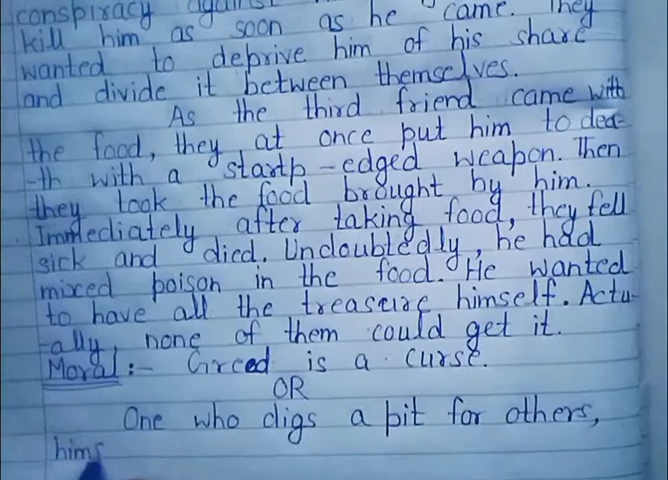 conspiracy against he came. They
kill him as soon as
wanted to deprive him of his share
and divide it between themselves.
As the third friend came with
the food, they at once put him to dea-
-th with a startp-edged weapon. Then
they took the food brought by him.
Immediately after taking food, they fell
sick and died. Undoubtedly, he had
mixed poison in the food. He wanted
to have all the treasure himself. Actu-
-ally, none of them could get it.
Moral:- Greed is a curse.
OR
One who digs a pit for others,
hims